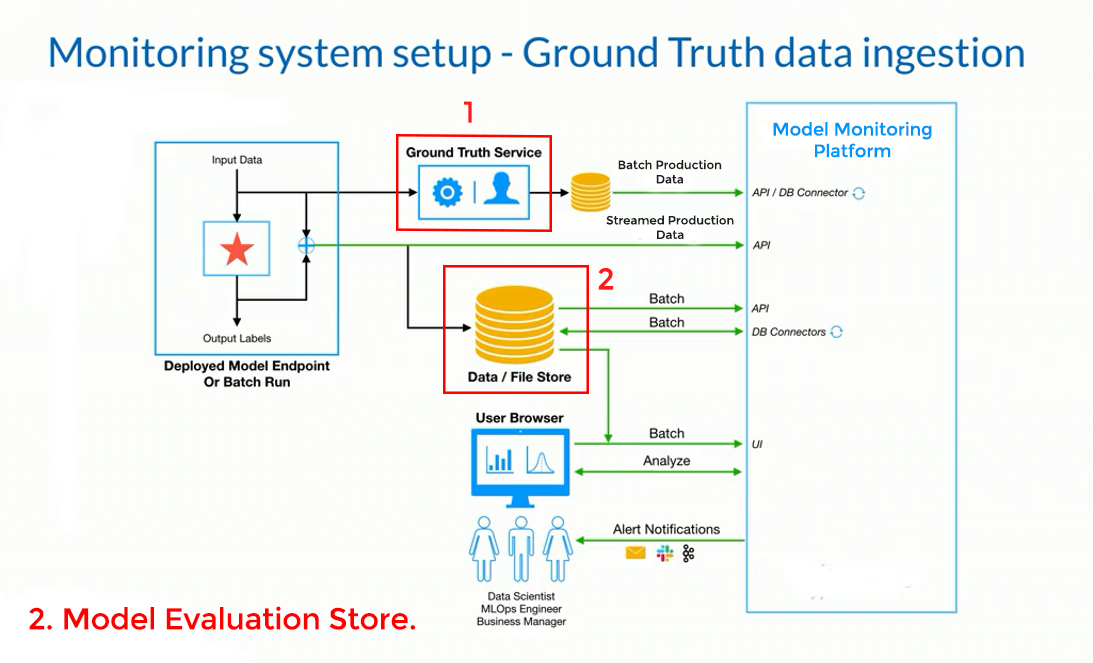 Monitoring system setup - Ground Truth data ingestion
1
Model Monitoring
Platform
Input Data
Ground Truth Service
Batch Production
Data
API / DB Connector
Streamed Production
Data
API
2
Batch
API
Batch
DB Connectors
Output Labels
Deployed Model Endpoint
Or Batch Run
Data / File Store
User Browser
Batch
UI
Analyze
Alert Notifications
Data Scientist
MLOps Engineer
Business Manager
2. Model Evaluation Store.